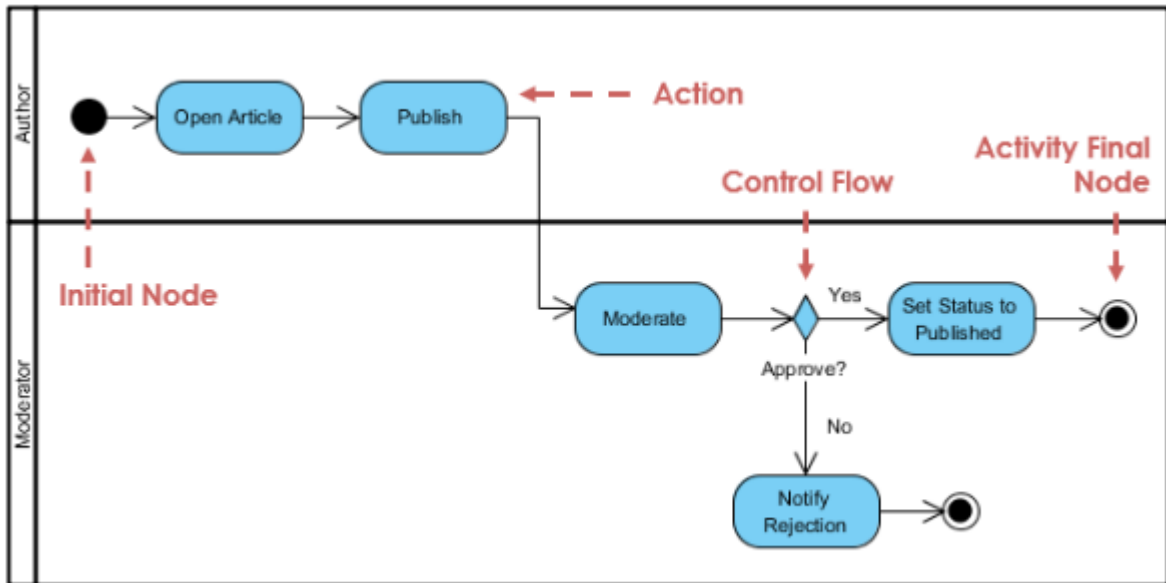 Author
Open Article
Publish
Action
Control Flow
Activity Final
Node
Initial Node
Moderator
Moderate
Yes
Set Status to
Published
Approve?
No
Notify
Rejection